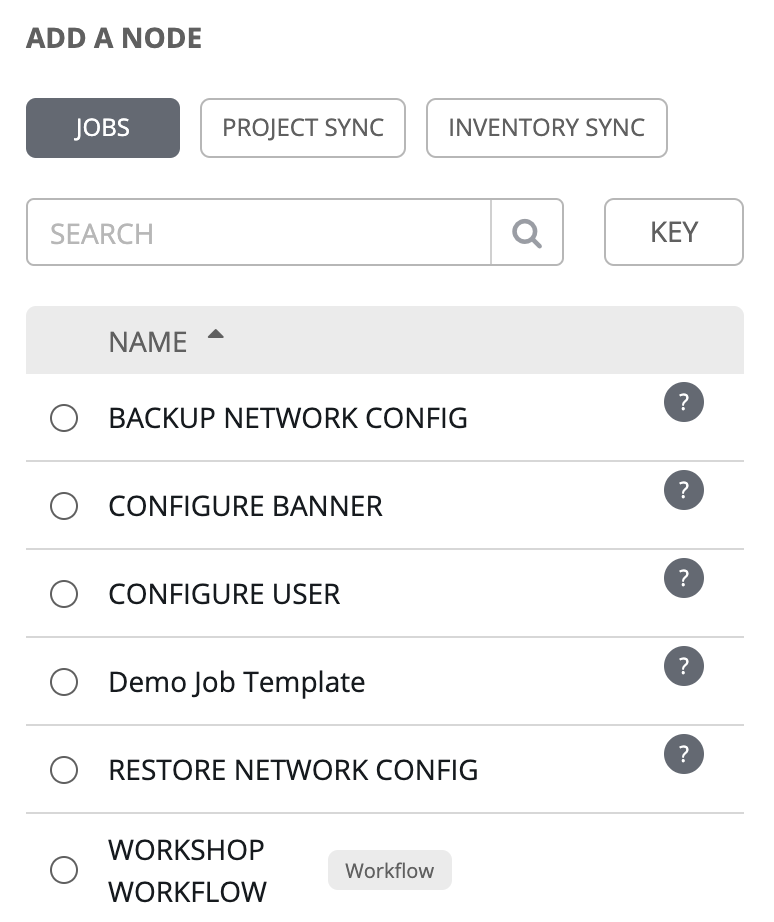 ADD A NODE
JOBS PROJECT SYNC INVENTORY SYNC
SEARCH KEY
NAME
BACKUP NETWORK CONFIG ?
CONFIGURE BANNER ?
CONFIGURE USER ?
Demo Job Template ?
RESTORE NETWORK CONFIG ?
WORKSHOP
WORKFLOW Workflow